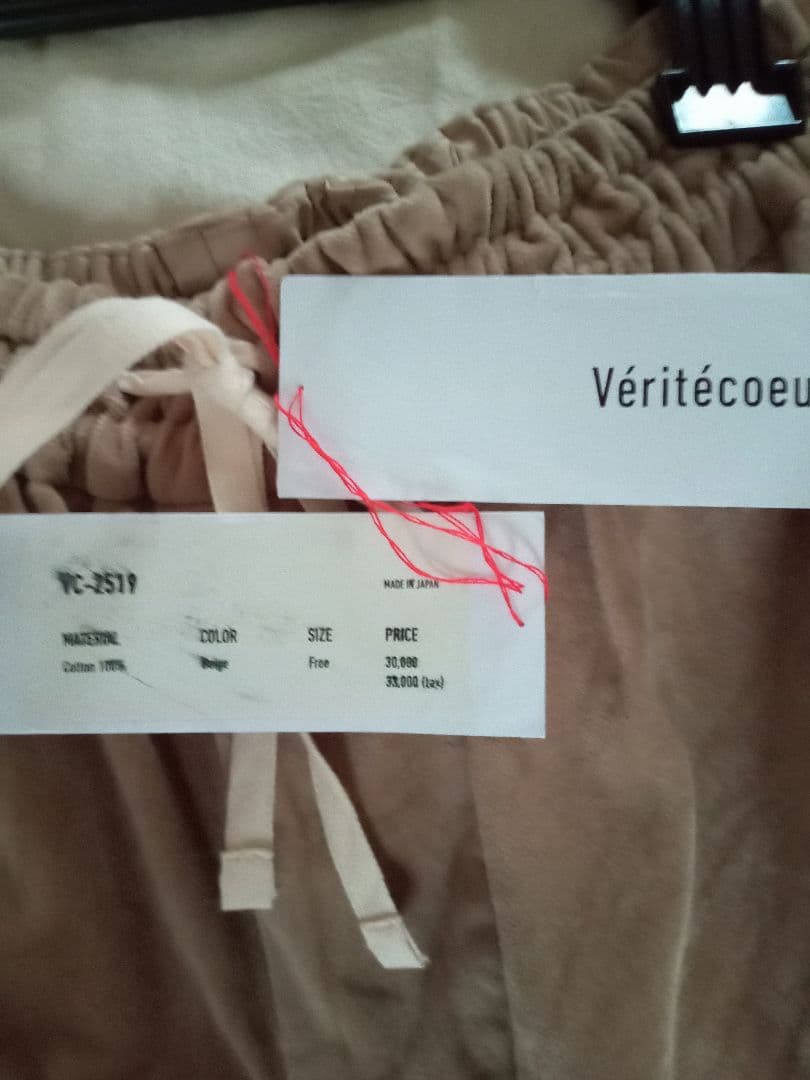 Véritécoeu
VC-2519
MADE IN JAPAN
MATERIAL COLOR SIZE PRICE
Cotton 100% Beige Free 30,000
33,000 (tax)